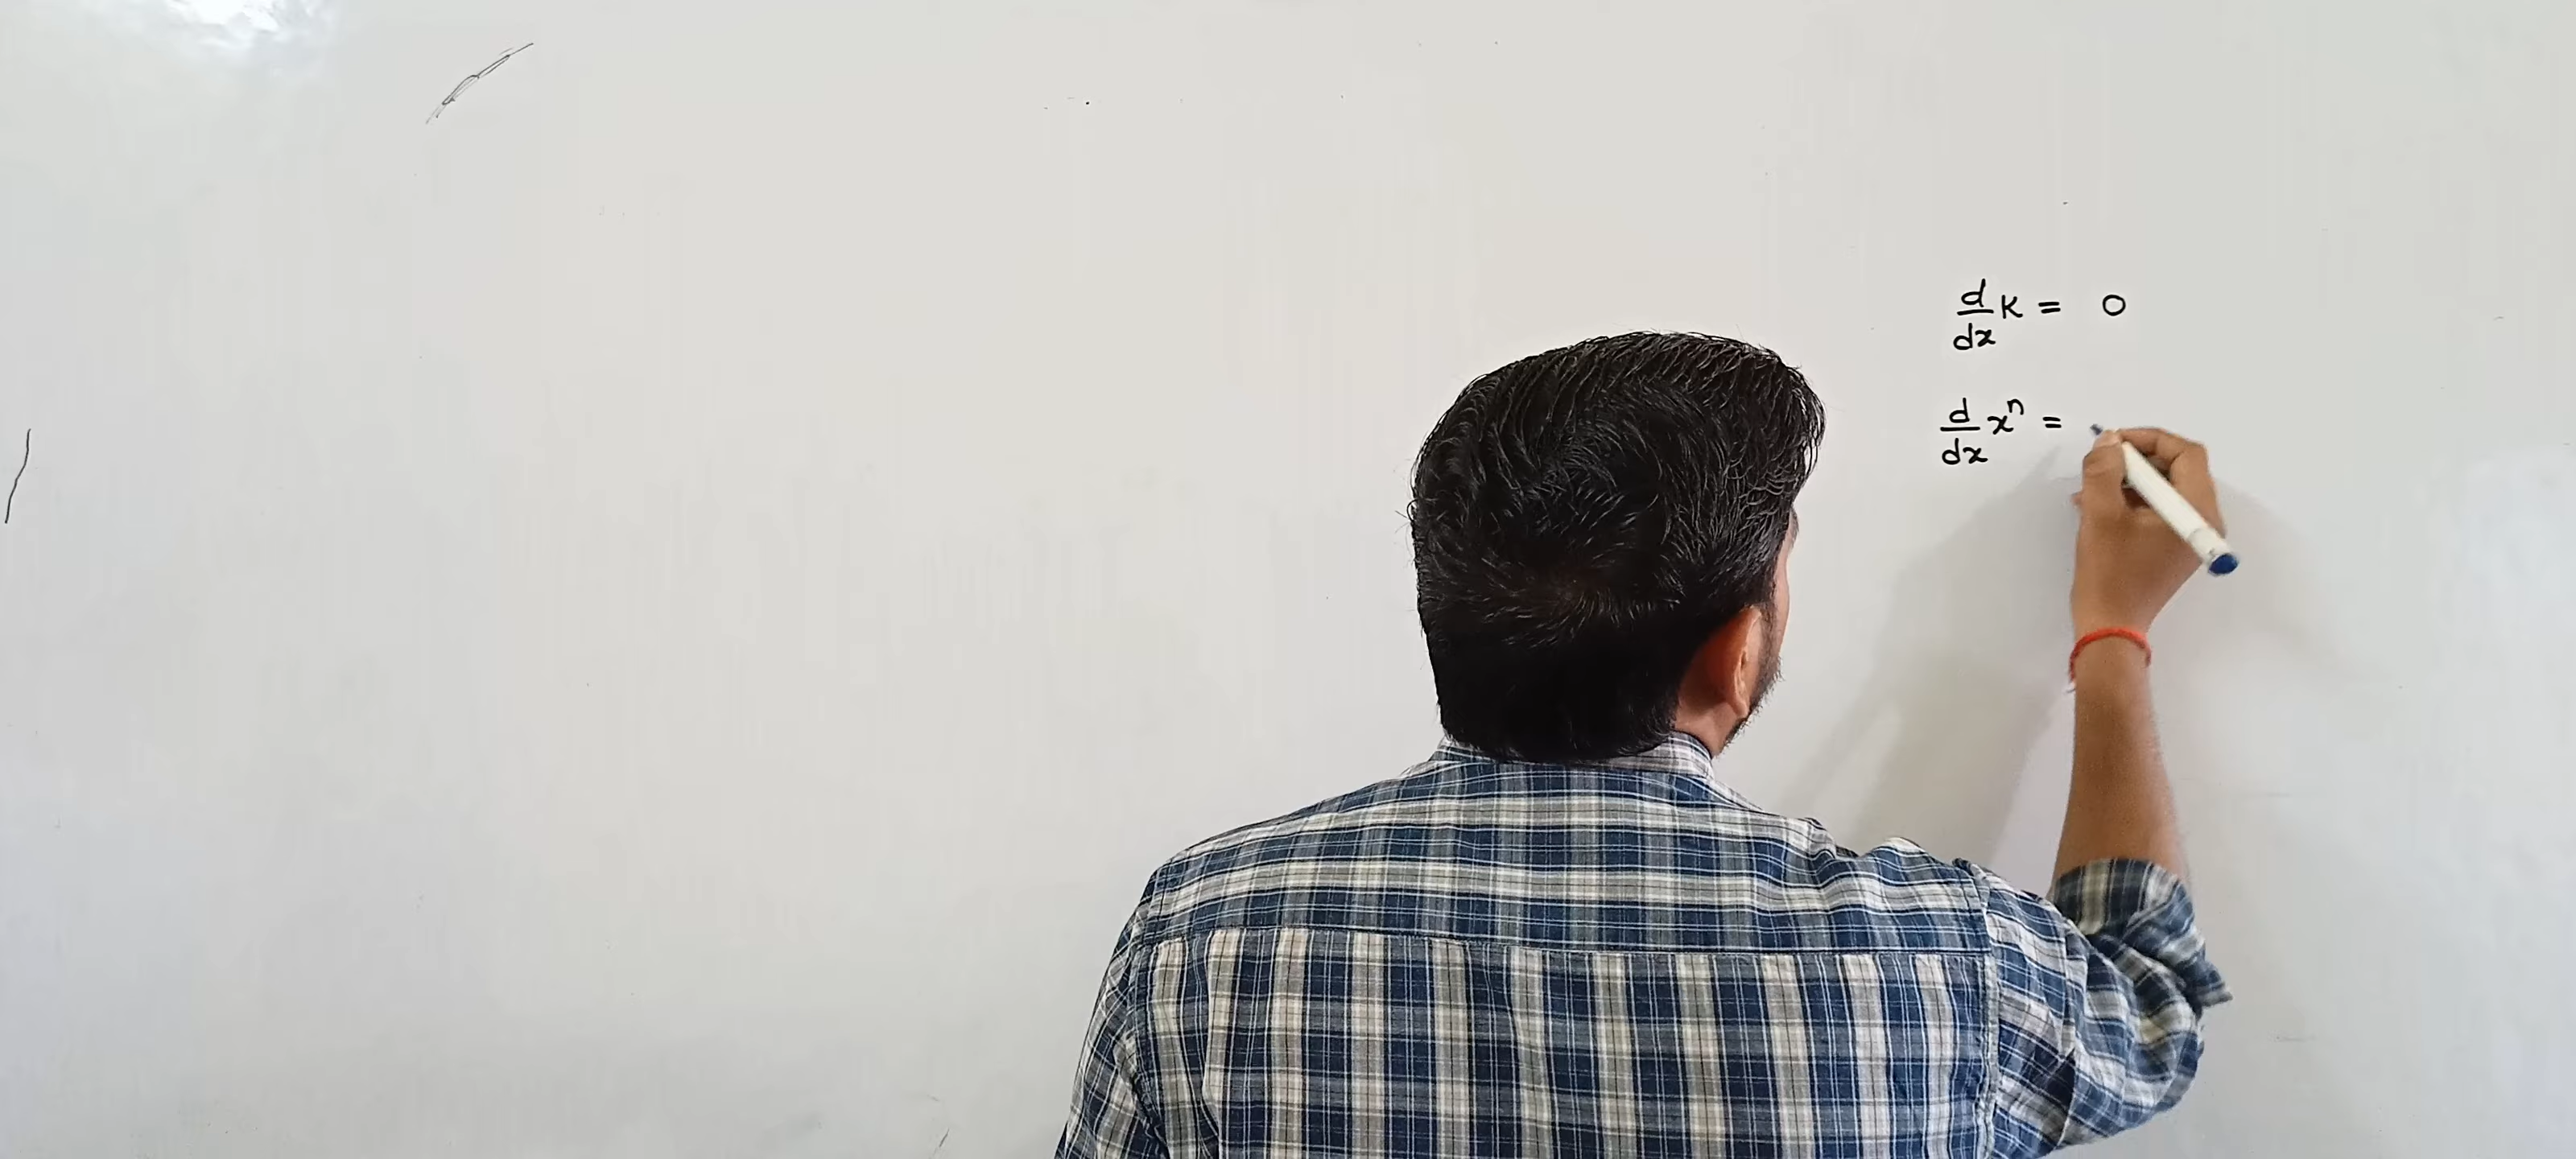 d/dx k = 0
d/dx xⁿ =